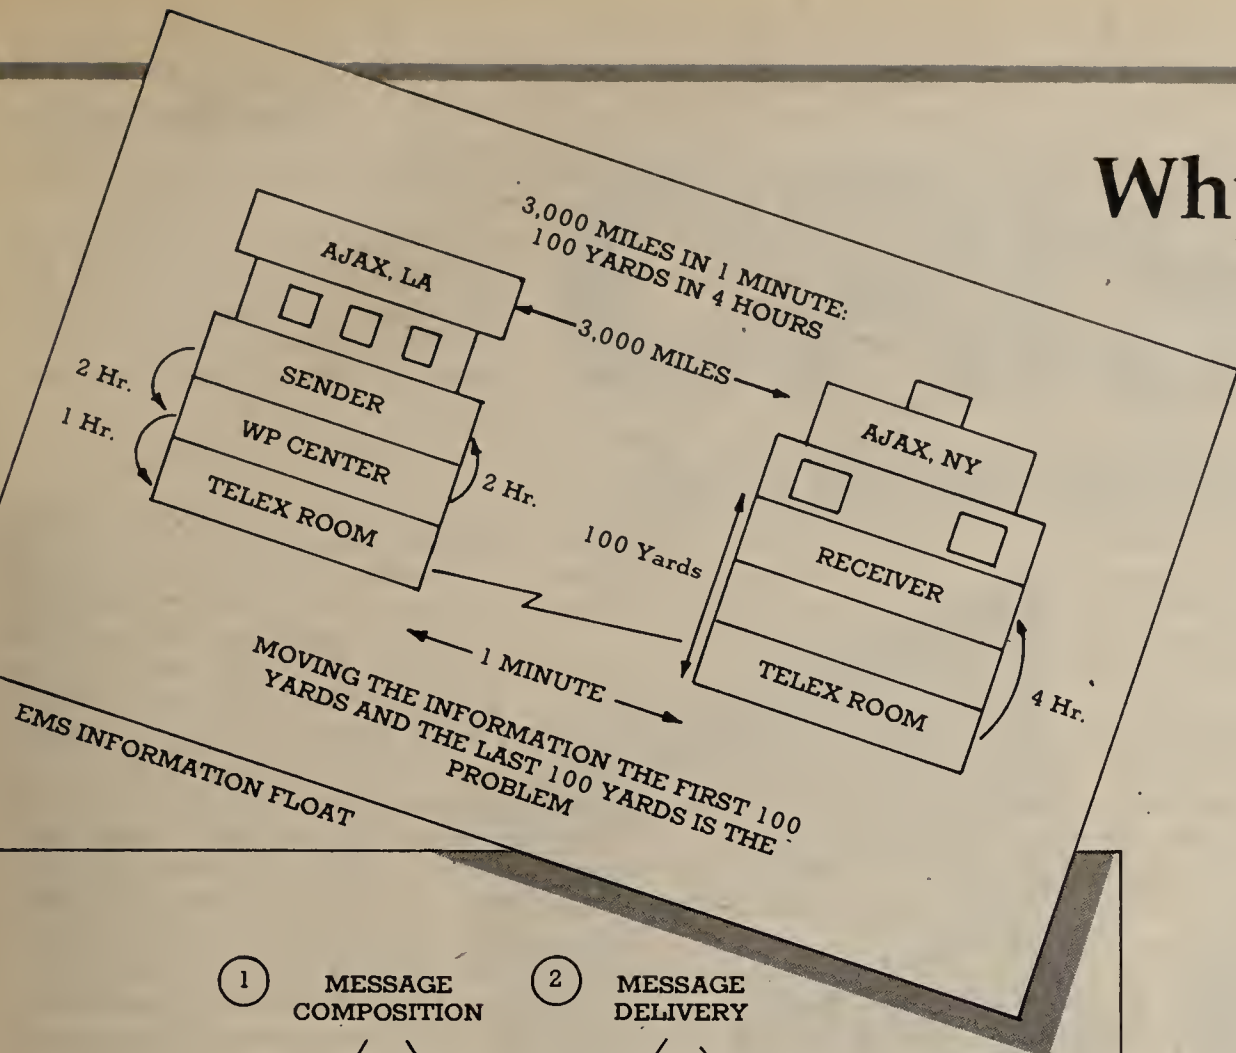 Wh
3,000 MILES IN 1 MINUTE:
100 YARDS IN 4 HOURS
AJAX, LA
3,000 MILES
SENDER
2 Hr.
WP CENTER
1 Hr.
2 Hr.
TELEX ROOM
AJAX, NY
100 Yards
RECEIVER
TELEX ROOM
4 Hr.
1 MINUTE
MOVING THE INFORMATION THE FIRST 100
YARDS AND THE LAST 100 YARDS IS THE
PROBLEM
EMS INFORMATION FLOAT
1 MESSAGE
COMPOSITION
2 MESSAGE
DELIVERY